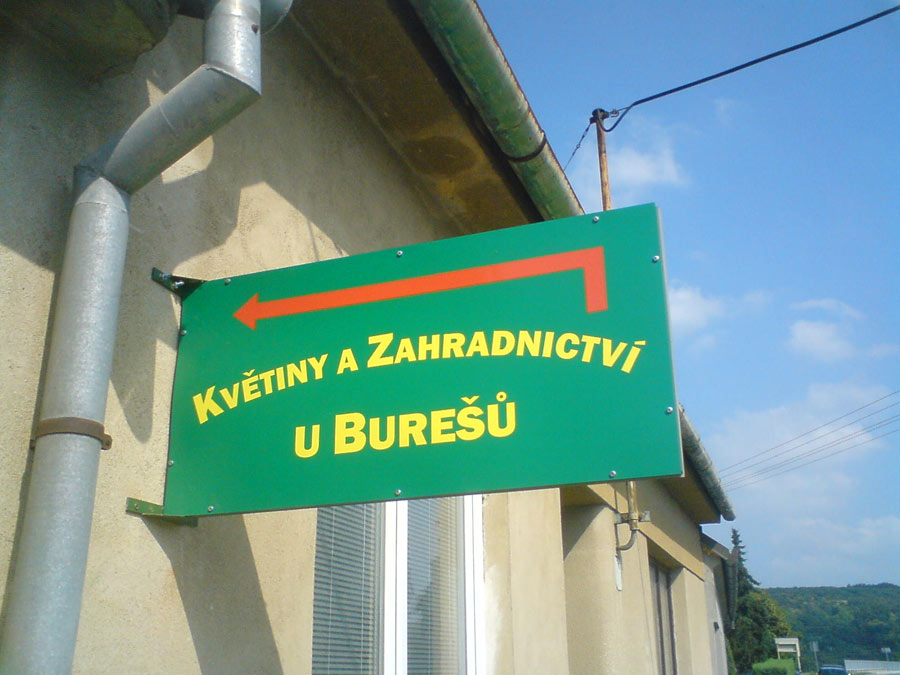 KVĚTINY A ZAHRADNICTVÍ
U BUREŠŮ